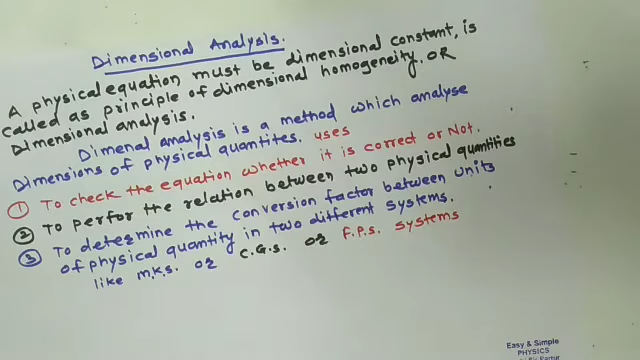 Dimensional Analysis.
A physical equation must be dimensional constant, is
called as principle of dimensional homogeneity. OR
Dimensional analysis.
Dimenal analysis is a method which analyse
Dimensions of physical quantites. uses
① To check the equation whether it is correct or Not.
② To perfor the relation between two physical quantities
③ To determine the conversion factor between units
of physical quantity in two different systems.
like M.K.S. or C.G.S. or F.P.S. systems
Easy & Simple
PHYSICS